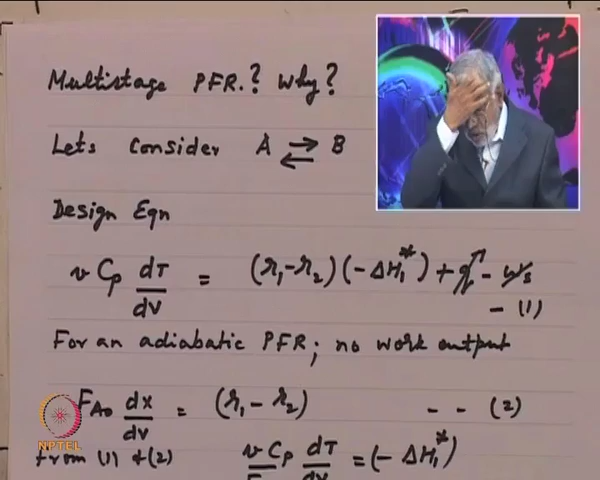 Multistage PFR.? Why?
Lets Consider A ⇌ B
Design Eqn
v Cp dT/dV = (r1-r2)(-ΔH1*) + q - Ws
- (1)
For an adiabatic PFR; no work output
FA0 dx/dv = (r1 - r2) -- (2)
from (1) & (2) v Cp dT/dV = (-ΔH1*)
NPTEL